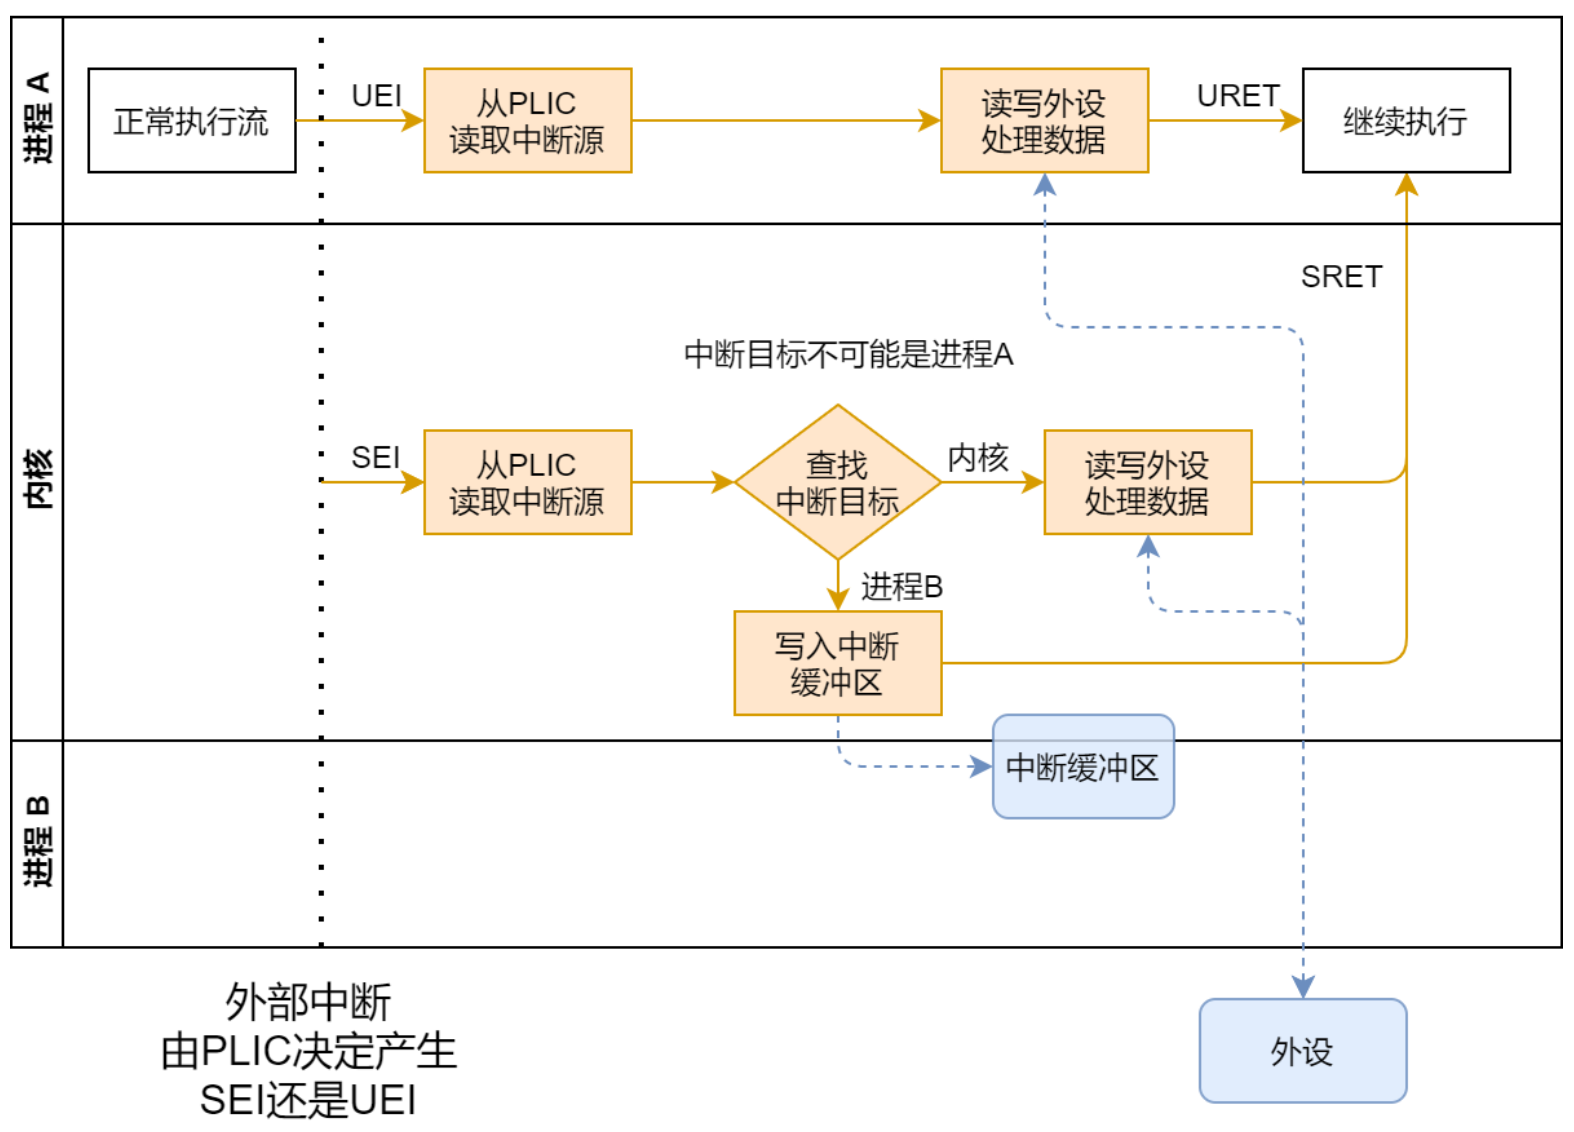 进程 A
正常执行流
UEI
从PLIC
读取中断源
读写外设
处理数据
URET
继续执行
内核
SRET
中断目标不可能是进程A
SEI
从PLIC
读取中断源
查找
中断目标
内核
读写外设
处理数据
进程B
写入中断
缓冲区
进程 B
中断缓冲区
外部中断
由PLIC决定产生
SEI还是UEI
外设